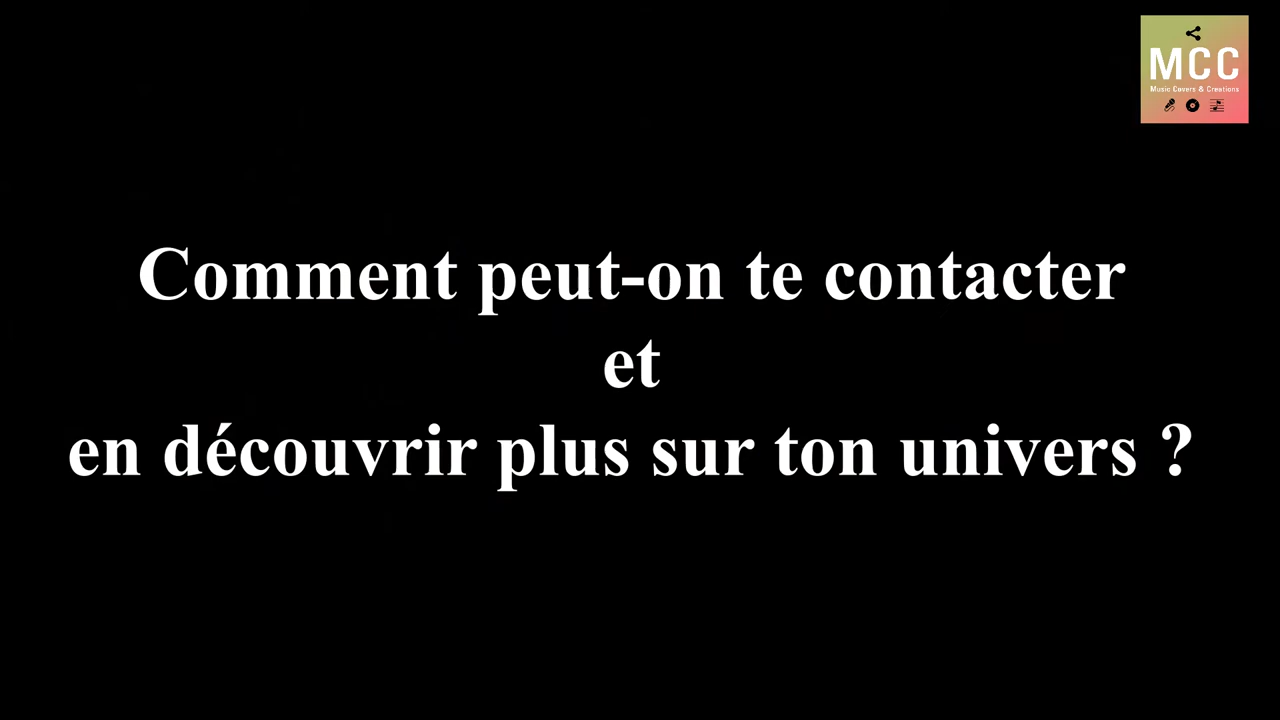 MCC
Music Covers & Creations
Comment peut-on te contacter
et
en découvrir plus sur ton univers ?